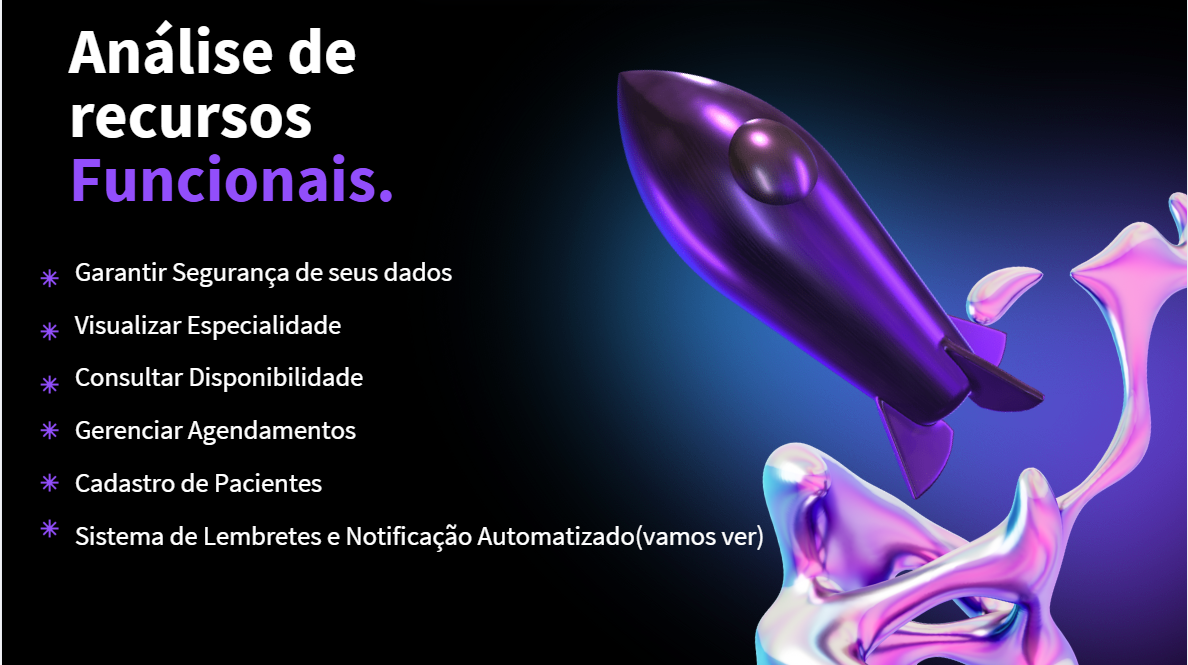 Análise de
recursos
Funcionais.
Garantir Segurança de seus dados
Visualizar Especialidade
Consultar Disponibilidade
Gerenciar Agendamentos
Cadastro de Pacientes
Sistema de Lembretes e Notificação Automatizado(vamos ver)